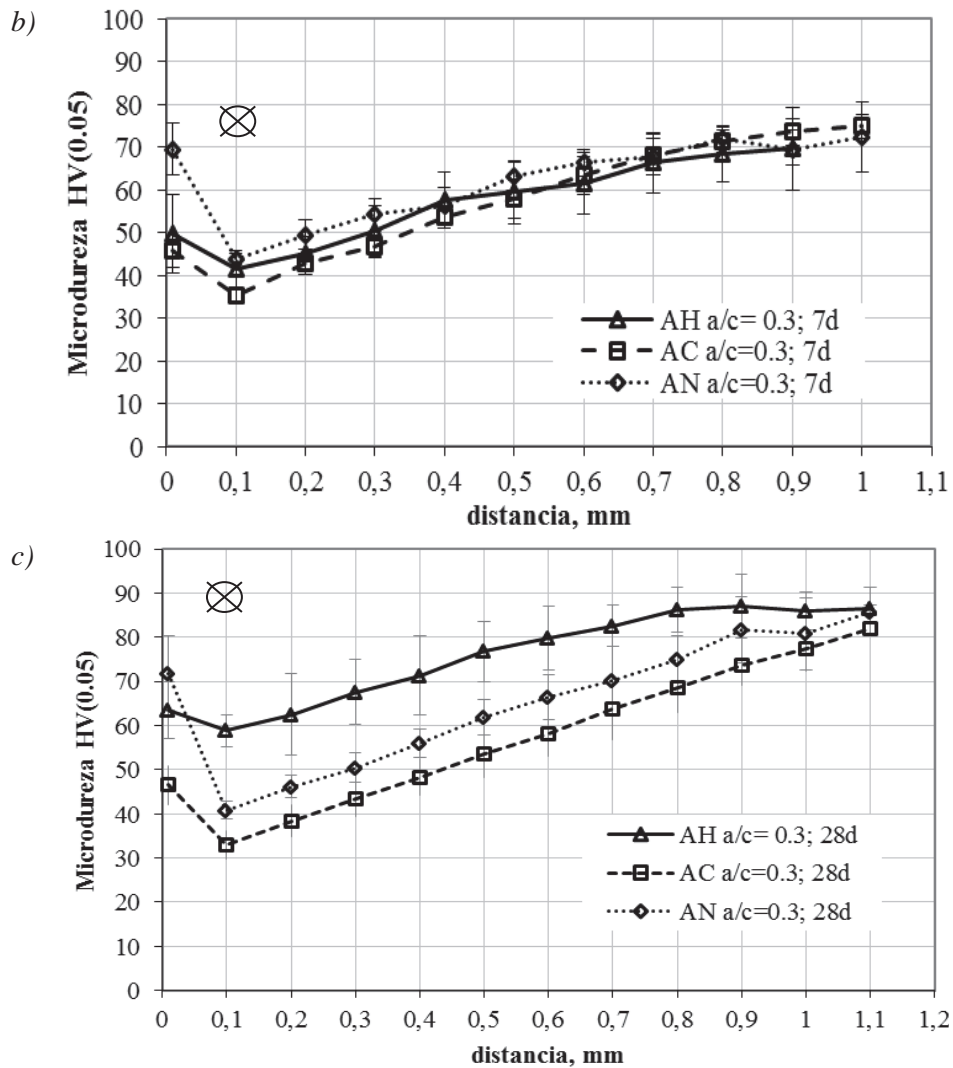 b)
Microdureza HV(0.05)
100
90
80
70
60
50
40
30
20
10
0
AH a/c= 0.3; 7d
AC a/c=0.3; 7d
AN a/c=0.3; 7d
0 0,1 0,2 0,3 0,4 0,5 0,6 0,7 0,8 0,9 1 1,1
distancia, mm
c)
Microdureza HV(0.05)
100
90
80
70
60
50
40
30
20
10
0
AH a/c= 0.3; 28d
AC a/c=0.3; 28d
AN a/c=0.3; 28d
0 0,1 0,2 0,3 0,4 0,5 0,6 0,7 0,8 0,9 1 1,1 1,2
distancia, mm